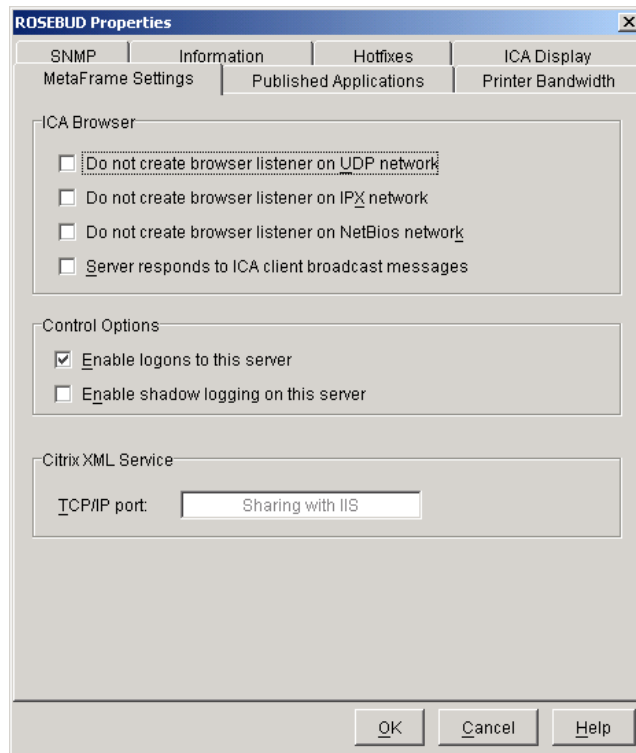 ROSEBUD Properties
SNMP Information Hotfixes ICA Display
MetaFrame Settings Published Applications Printer Bandwidth
ICA Browser
Do not create browser listener on UDP network
Do not create browser listener on IPX network
Do not create browser listener on NetBios network
Server responds to ICA client broadcast messages
Control Options
Enable logons to this server
Enable shadow logging on this server
Citrix XML Service
TCP/IP port: Sharing with IIS
OK Cancel Help